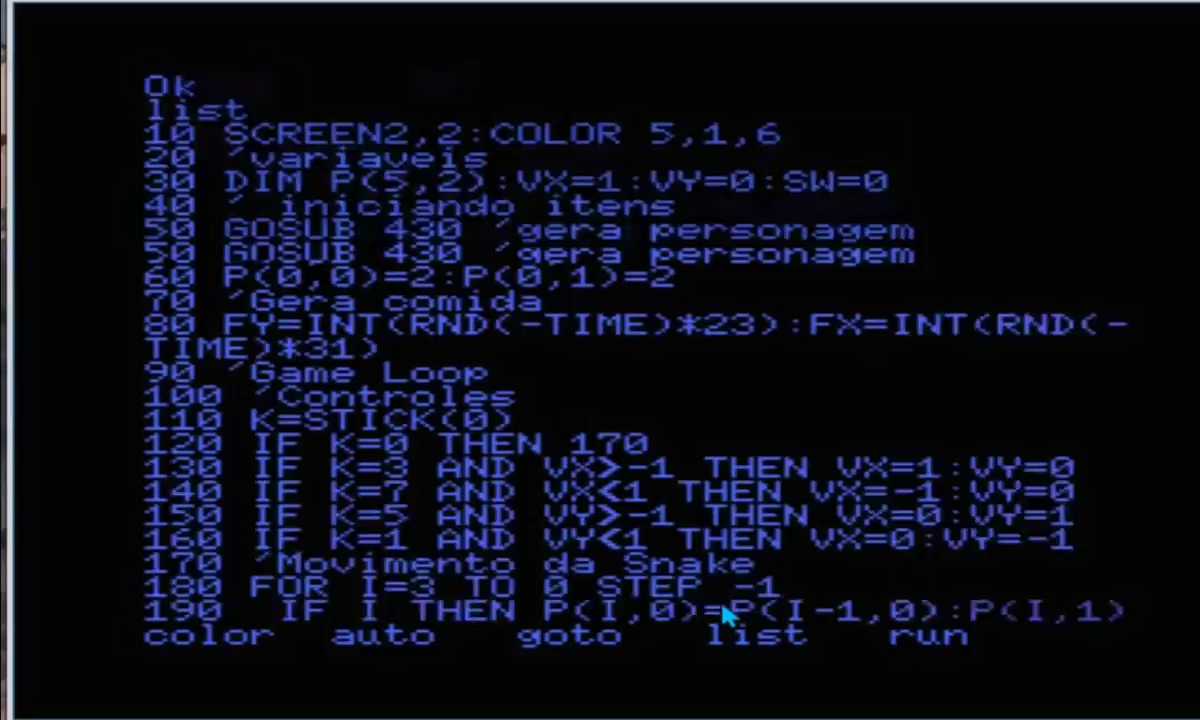 Ok
list
10 SCREEN2,2:COLOR 5,1,6
20 'variaveis
30 DIM P(5,2):VX=1:VY=0:SW=0
40 ' iniciando itens
50 GOSUB 430 'gera personagem
50 GOSUB 430 'gera personagem
60 P(0,0)=2:P(0,1)=2
70 'Gera comida
80 FY=INT(RND(-TIME)*23):FX=INT(RND(-
TIME)*31)
90 'Game Loop
100 'Controles
110 K=STICK(0)
120 IF K=0 THEN 170
130 IF K=3 AND VX>-1 THEN VX=1:VY=0
140 IF K=7 AND VX<1 THEN VX=-1:VY=0
150 IF K=5 AND VY>-1 THEN VX=0:VY=1
160 IF K=1 AND VY<1 THEN VX=0:VY=-1
170 'Movimento da Snake
180 FOR I=3 TO 0 STEP -1
190  IF I THEN P(I,0)=P(I-1,0):P(I,1)
color auto goto list run